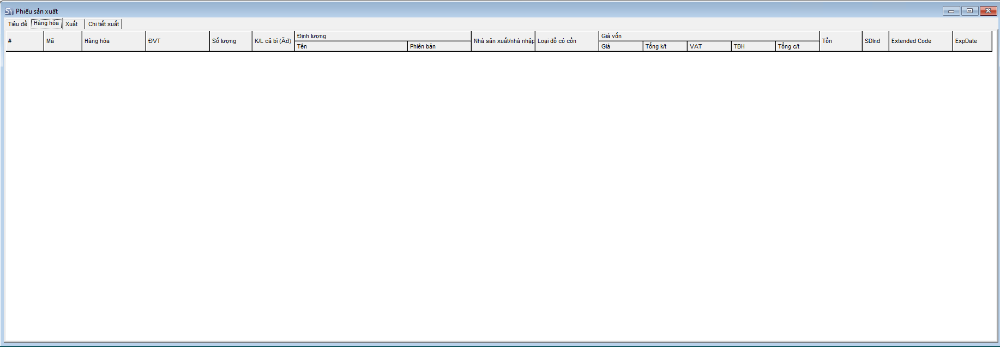 Sh Phiếu sản xuất
Tiêu đề Hàng hóa Xuất Chi tiết xuất
# Mã Hàng hóa ĐVT Số lượng K/L cả bì (Ăđ) Định lượng Nhà sản xuất/nhà nhập Loại đồ có cồn Giá vốn Tồn SDInd Extended Code ExpDate
Tên Phiên bản Giá Tổng k/t VAT TBH Tổng c/t